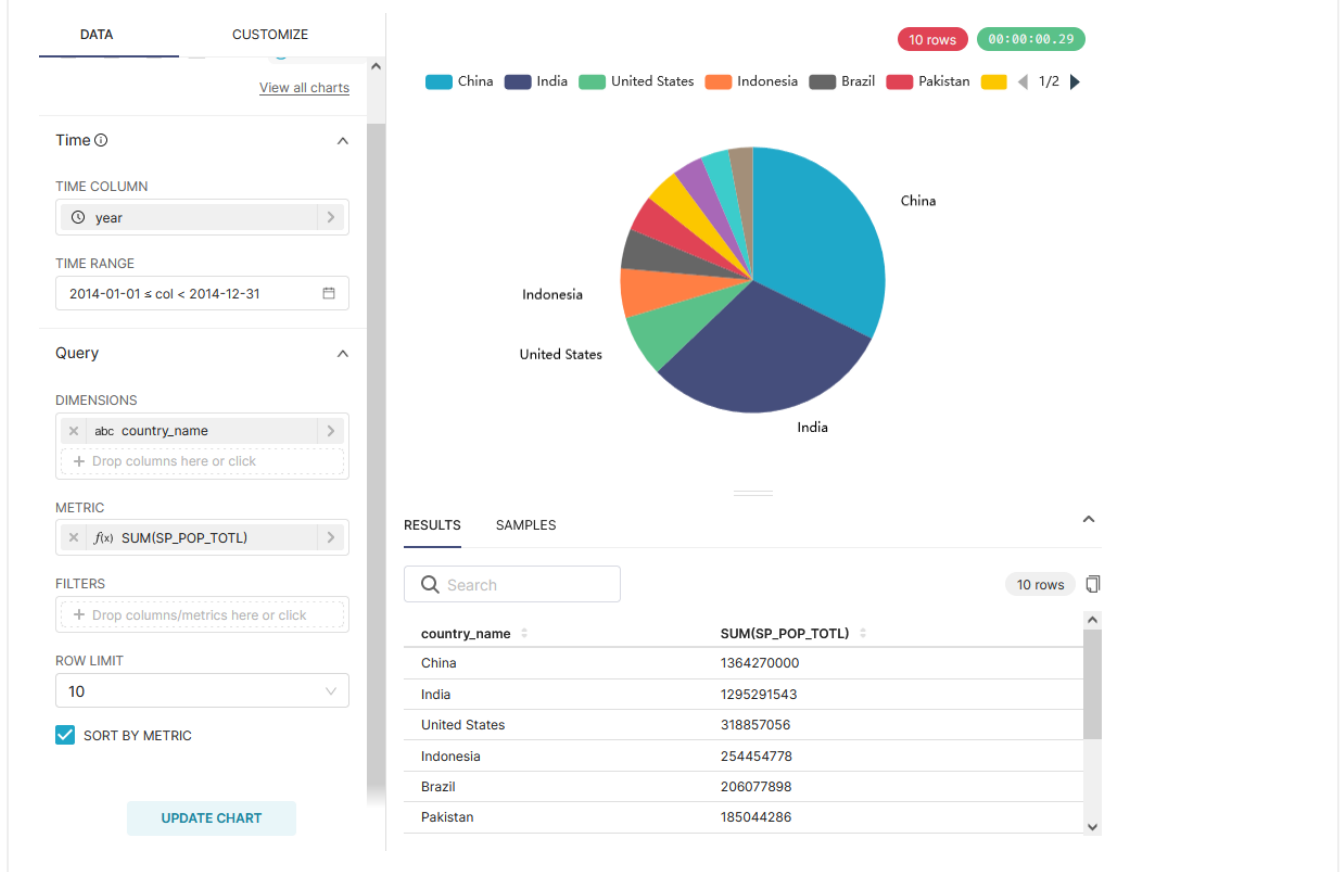 DATA CUSTOMIZE
View all charts
Time
TIME COLUMN
year
TIME RANGE
2014-01-01 ≤ col < 2014-12-31
Query
DIMENSIONS
abc country_name
+ Drop columns here or click
METRIC
f(x) SUM(SP_POP_TOTL)
FILTERS
+ Drop columns/metrics here or click
ROW LIMIT
10
SORT BY METRIC
UPDATE CHART
10 rows 00:00:00.29
China India United States Indonesia Brazil Pakistan 1/2
China
Indonesia
United States
India
RESULTS SAMPLES
Search
10 rows
country_name SUM(SP_POP_TOTL)
China 1364270000
India 1295291543
United States 318857056
Indonesia 254454778
Brazil 206077898
Pakistan 185044286